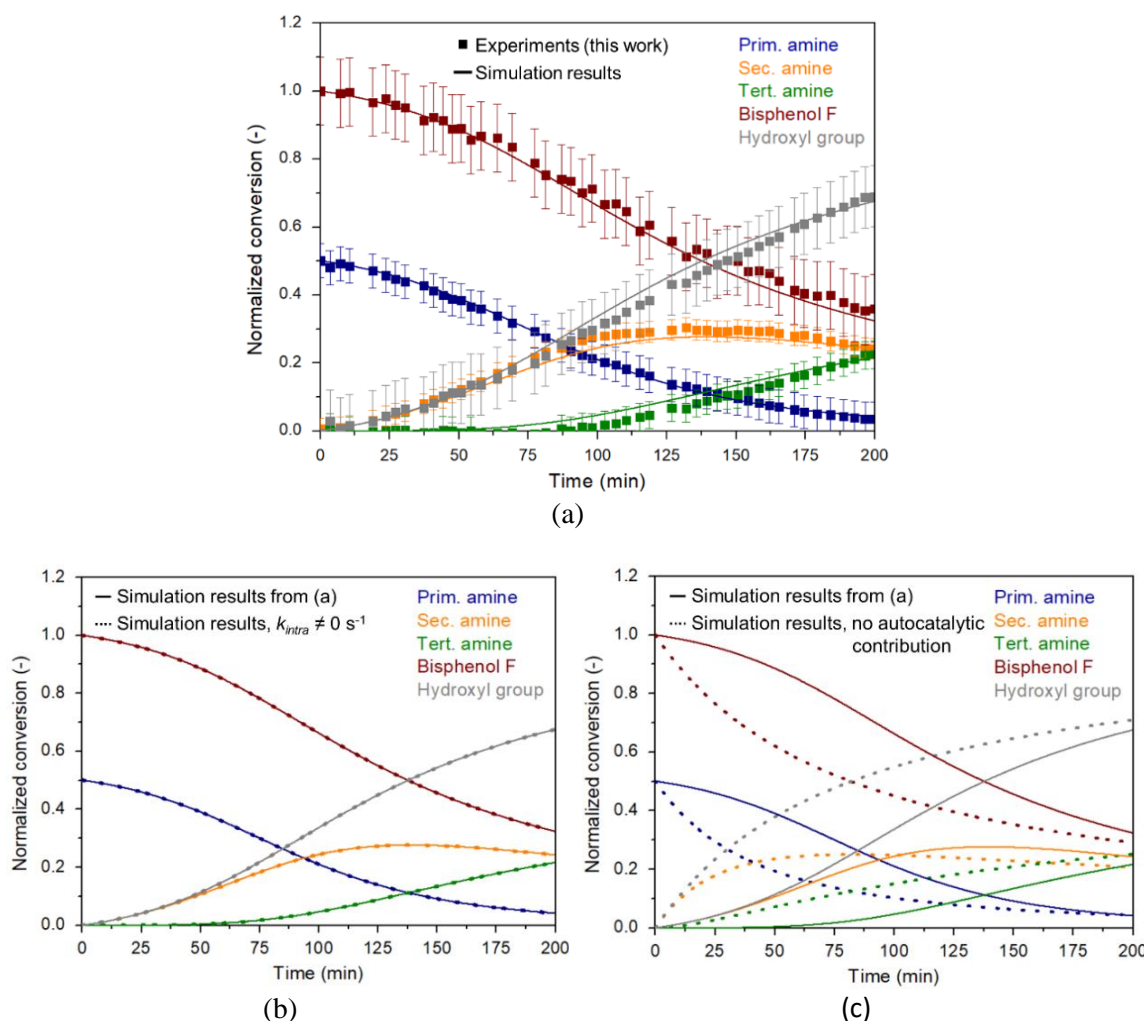 1.2
1.0
0.8
0.6
0.4
0.2
0.0
Normalized conversion (-)
Experiments (this work)
Simulation results
Prim. amine
Sec. amine
Tert. amine
Bisphenol F
Hydroxyl group
0 25 50 75 100 125 150 175 200
Time (min)
(a)
1.2
1.0
0.8
0.6
0.4
0.2
0.0
Normalized conversion (-)
Simulation results from (a)
Simulation results, k_intra ≠ 0 s⁻¹
Prim. amine
Sec. amine
Tert. amine
Bisphenol F
Hydroxyl group
0 25 50 75 100 125 150 175 200
Time (min)
(b)
1.2
1.0
0.8
0.6
0.4
0.2
0.0
Normalized conversion (-)
Simulation results from (a)
Simulation results, no autocatalytic
contribution
Prim. amine
Sec. amine
Tert. amine
Bisphenol F
Hydroxyl group
0 25 50 75 100 125 150 175 200
Time (min)
(c)